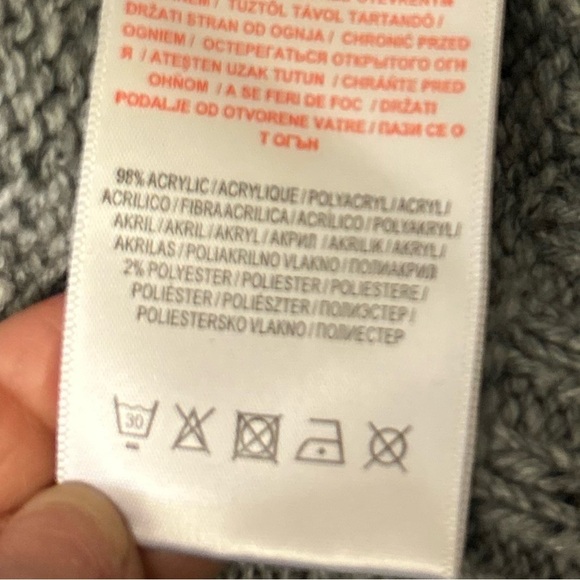 TŰZTŐL TÁVOL TARTANDÓ /
DRŽATI STRAN OD OGNJA / CHRONIĆ PRZED
OGNIEM / ОСТЕРЕГАТЬСЯ ОТКРЫТОГО ОГН
Я / ATEŞTEN UZAK TUTUN / CHRÁŇTE PRED
OHŇOM / A SE FERI DE FOC / DRŽATI
PODALJE OD OTVORENE VATRE / ПАЗИ СЕ О
Т ОГЪН
98% ACRYLIC / ACRYLIQUE / POLYACRYL / ACRYL /
ACRILICO / FIBRA ACRILICA / ACRÍLICO / POLYAKRYL /
AKRIL / AKRIL / AKRYL / АКРИЛ / AKRILIK / AKRYL /
AKRILAS / POLIAKRILNO VLAKNO / ПОЛИАКРИЛ
2% POLYESTER / POLIESTER / POLIESTERE /
POLIÉSTER / POLIÉSZTER / ПОЛИЭСТЕР /
POLIESTERSKO VLAKNO / ПОЛИЕСТЕР
30